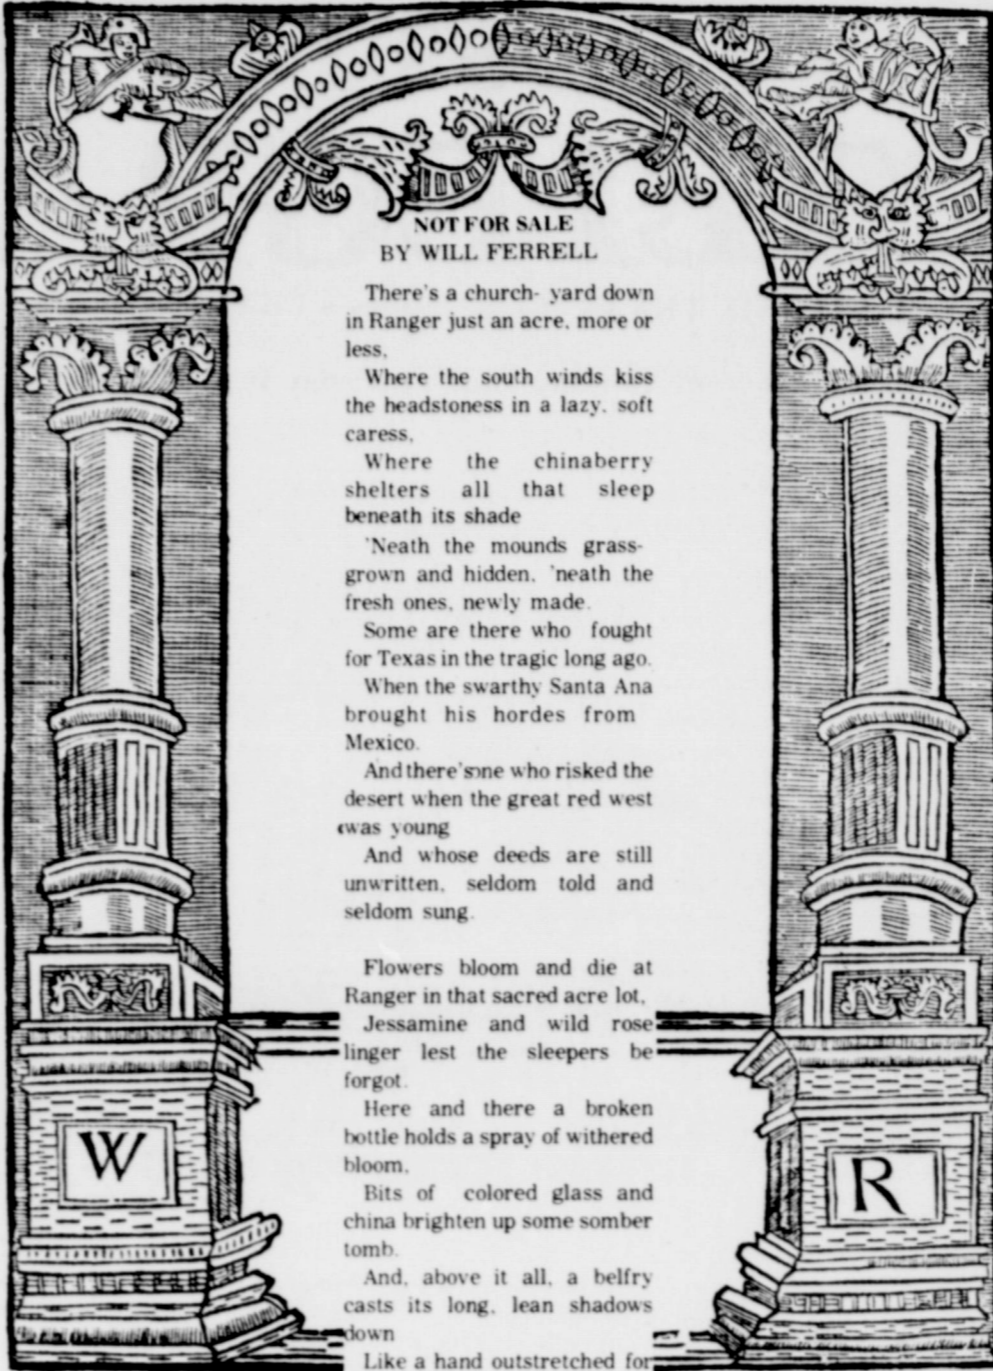 NOT FOR SALE
BY WILL FERRELL
There's a church- yard down
in Ranger just an acre, more or
less,
Where the south winds kiss
the headstoness in a lazy, soft
caress,
Where the chinaberry
shelters all that sleep
beneath its shade
'Neath the mounds grass-
grown and hidden, 'neath the
fresh ones, newly made.
Some are there who fought
for Texas in the tragic long ago.
When the swarthy Santa Ana
brought his hordes from
Mexico.
And there's one who risked the
desert when the great red west
was young
And whose deeds are still
unwritten, seldom told and
seldom sung.
Flowers bloom and die at
Ranger in that sacred acre lot,
Jessamine and wild rose
linger lest the sleepers be
forgot.
Here and there a broken
bottle holds a spray of withered
bloom,
Bits of colored glass and
china brighten up some somber
tomb.
And, above it all, a belfry
casts its long, lean shadows
down
Like a hand outstretched for
W
R